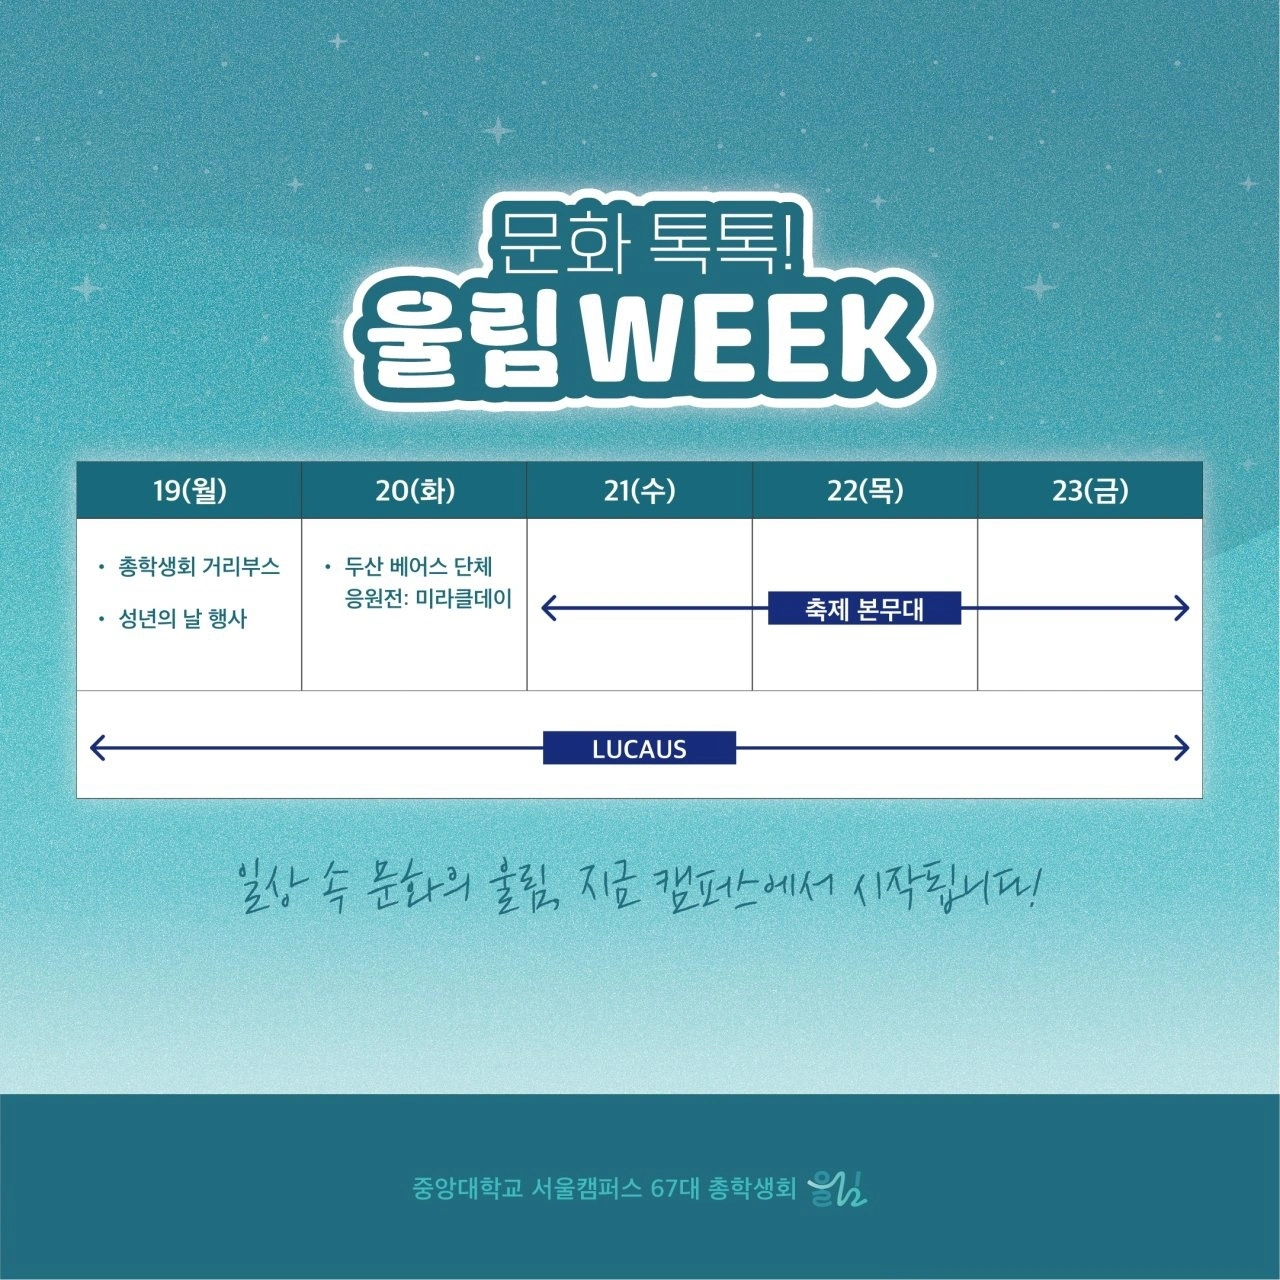 문화 톡톡!
울림 WEEK
19(월)
20(화)
21(수)
22(목)
23(금)
• 총학생회 거리부스
• 성년의 날 행사
• 두산 베어스 단체
응원전: 미라클데이
축제 본무대
LUCAUS
일상 속 문화의 울림, 지금 캠퍼스에서 시작됩니다!
중앙대학교 서울캠퍼스 67대 총학생회 울림